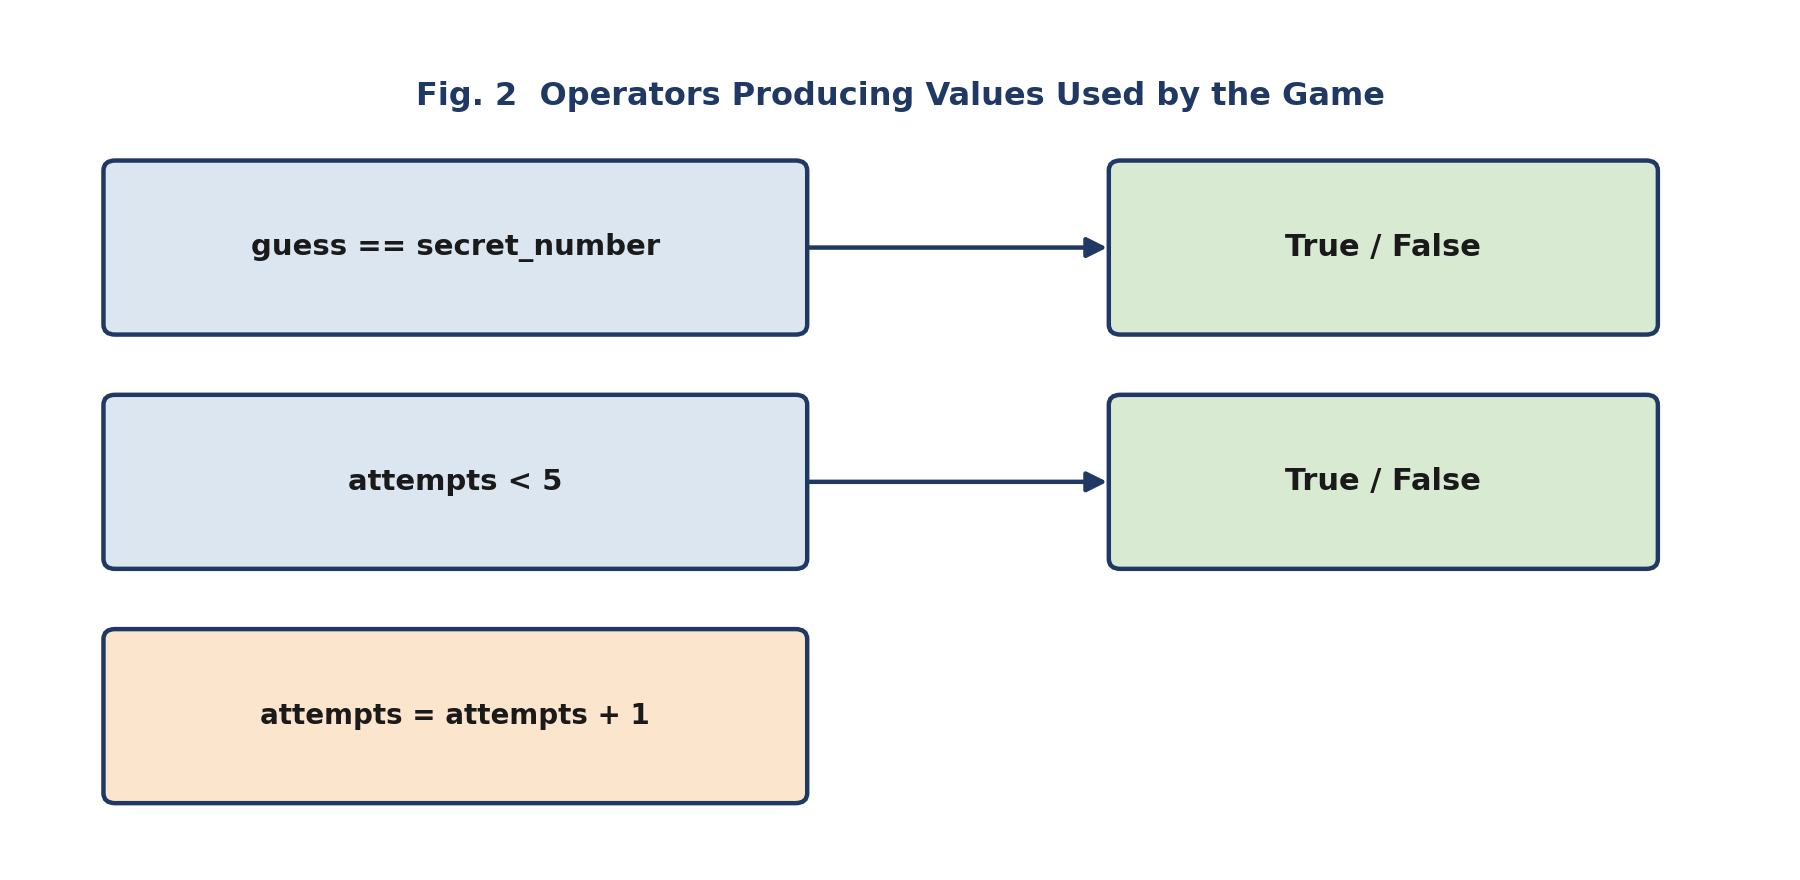 Fig. 2  Operators Producing Values Used by the Game
guess == secret_number
True / False
attempts < 5
True / False
attempts = attempts + 1